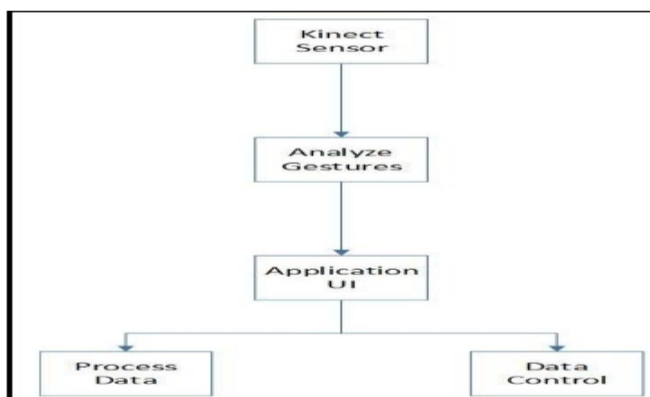 Kinect
Sensor
Analyze
Gestures
Application
UI
Process
Data
Data
Control